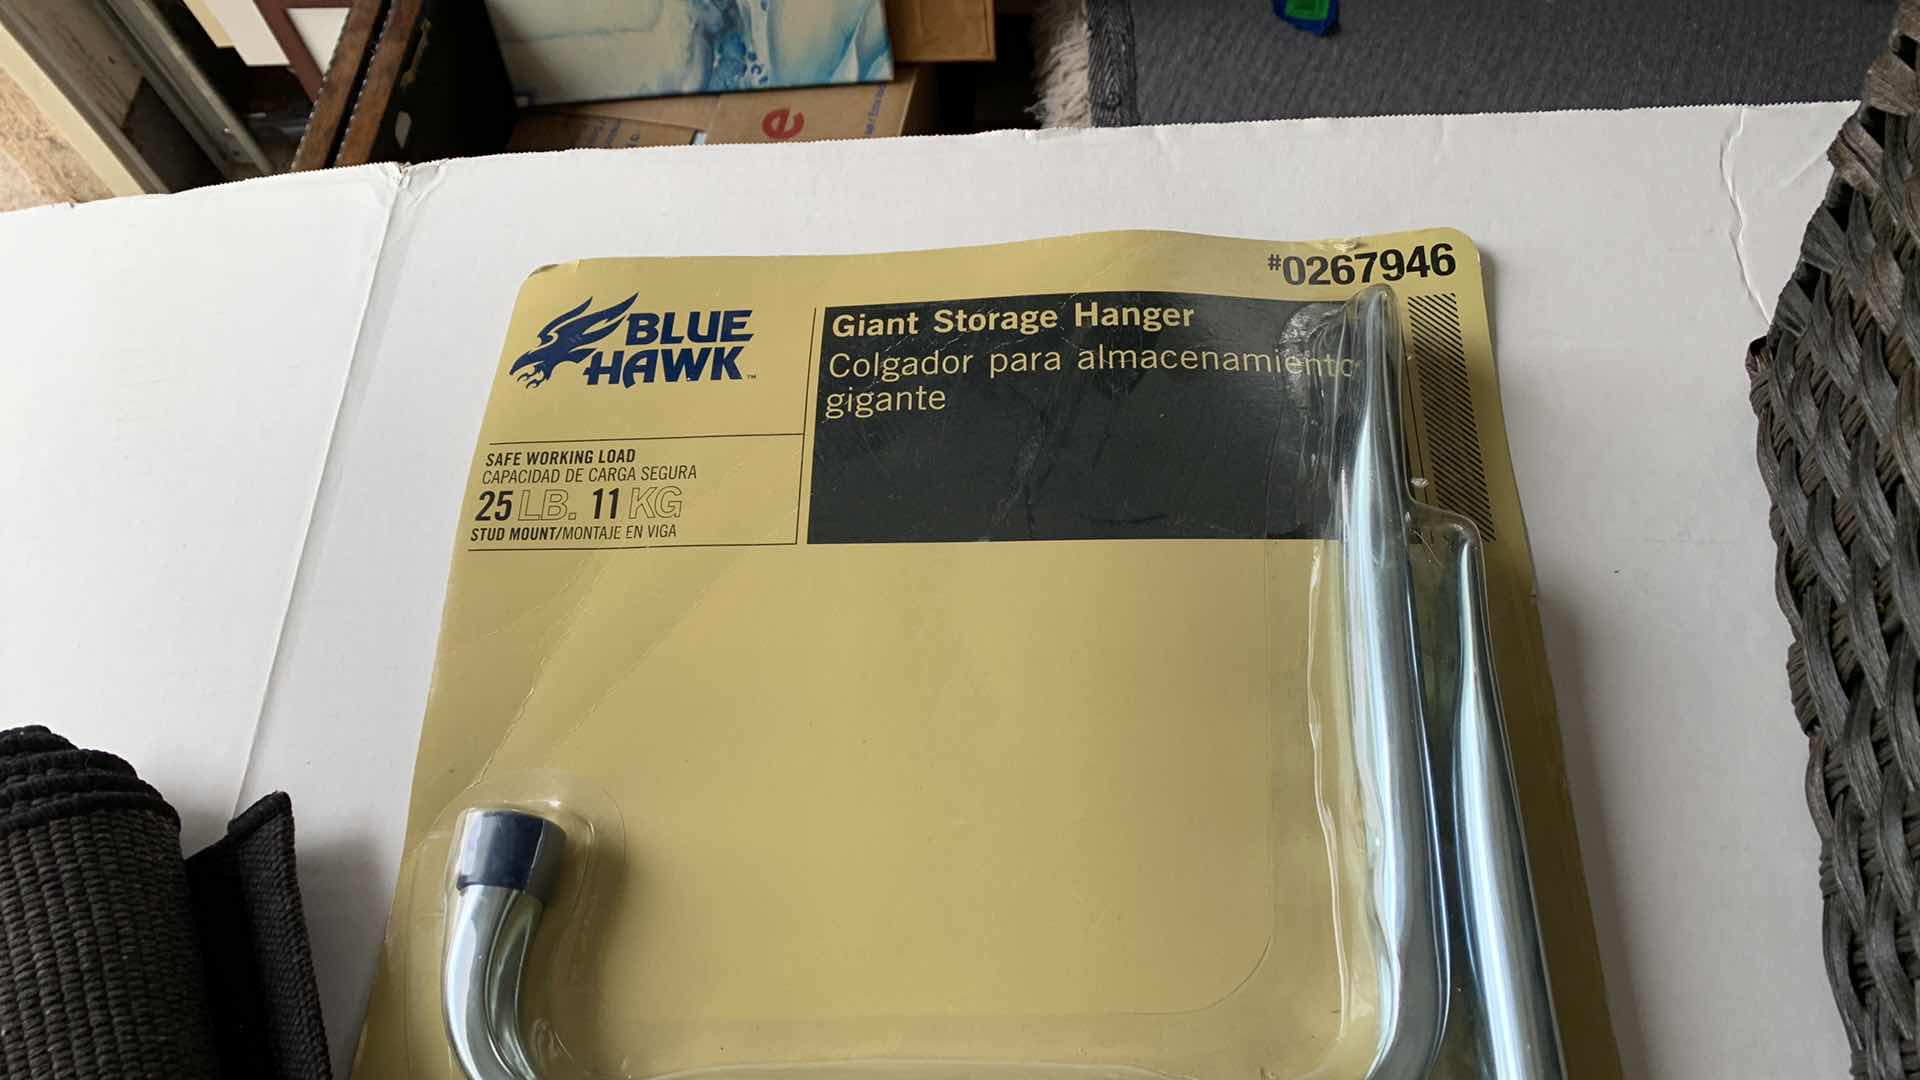 #0267946
BLUE
HAWK™
Giant Storage Hanger
Colgador para almacenamiento
gigante
SAFE WORKING LOAD
CAPACIDAD DE CARGA SEGURA
25 LB. 11 KG
STUD MOUNT/MONTAJE EN VIGA